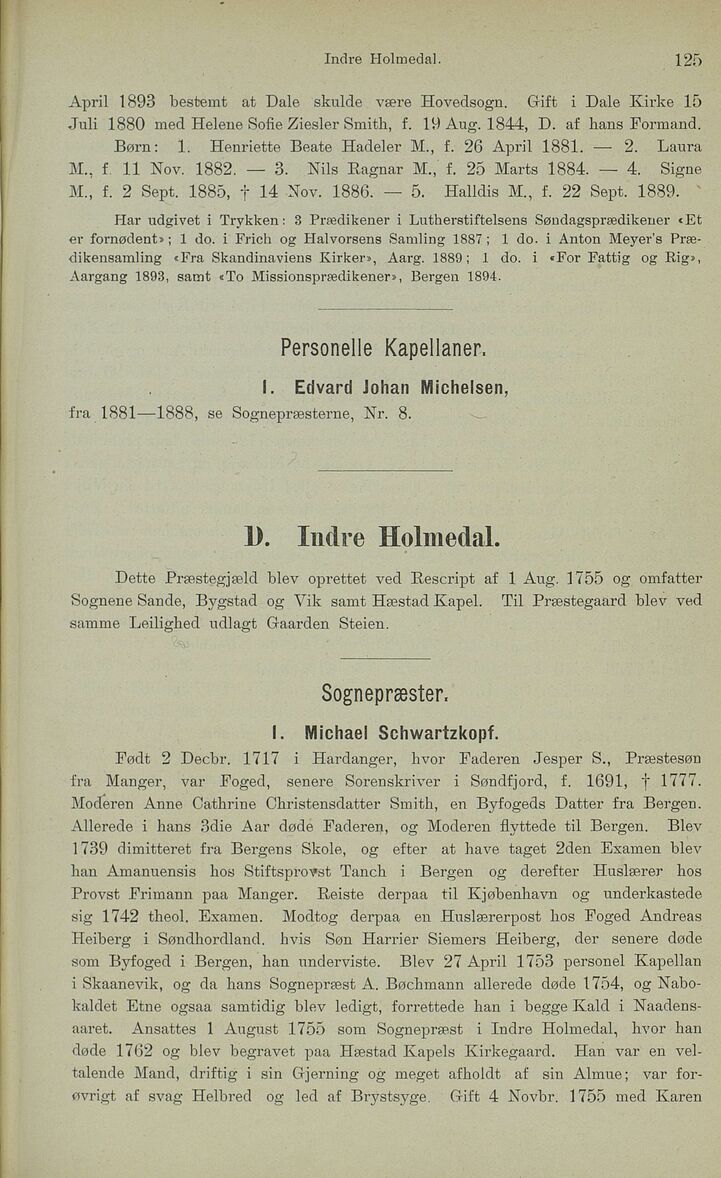 Indre Holmedal. 125
April 1893 bestemt at Dale skulde være Hovedsogn. Gift i Dale Kirke 15
Juli 1880 med Helene Sofie Ziesler Smith, f. 19 Aug. 1844, D. af hans Formand.
Børn: 1. Henriette Beate Hadeler M., f. 26 April 1881. — 2. Laura
M., f. 11 Nov. 1882. — 3. Nils Ragnar M., f. 25 Marts 1884. — 4. Signe
M., f. 2 Sept. 1885, † 14 Nov. 1886. — 5. Halldis M., f. 22 Sept. 1889.
Har udgivet i Trykken: 3 Prædikener i Lutherstiftelsens Søndagsprædikener «Et
er fornødent»; 1 do. i Frich og Halvorsens Samling 1887; 1 do. i Anton Meyer's Præ-
dikensamling «Fra Skandinaviens Kirker», Aarg. 1889; 1 do. i «For Fattig og Rig»,
Aargang 1893, samt «To Missionsprædikener», Bergen 1894.
Personelle Kapellaner.
1. Edvard Johan Michelsen,
fra 1881—1888, se Sognepræsterne, Nr. 8.
D. Indre Holmedal.
Dette Præstegjæld blev oprettet ved Rescript af 1 Aug. 1755 og omfatter
Sognene Sande, Bygstad og Vik samt Hæstad Kapel. Til Præstegaard blev ved
samme Leilighed udlagt Gaarden Steien.
Sognepræster.
1. Michael Schwartzkopf.
Født 2 Decbr. 1717 i Hardanger, hvor Faderen Jesper S., Præstesøn
fra Manger, var Foged, senere Sorenskriver i Søndfjord, f. 1691, † 1777.
Moderen Anne Cathrine Christensdatter Smith, en Byfogeds Datter fra Bergen.
Allerede i hans 3die Aar døde Faderen, og Moderen flyttede til Bergen. Blev
1739 dimitteret fra Bergens Skole, og efter at have taget 2den Examen blev
han Amanuensis hos Stiftsprovst Tanch i Bergen og derefter Huslærer hos
Provst Frimann paa Manger. Reiste derpaa til Kjøbenhavn og underkastede
sig 1742 theol. Examen. Modtog derpaa en Huslærerpost hos Foged Andreas
Heiberg i Søndhordland. hvis Søn Harrier Siemers Heiberg, der senere døde
som Byfoged i Bergen, han underviste. Blev 27 April 1753 personel Kapellan
i Skaanevik, og da hans Sognepræst A. Bøchmann allerede døde 1754, og Nabo-
kaldet Etne ogsaa samtidig blev ledigt, forrettede han i begge Kald i Naadens-
aaret. Ansattes 1 August 1755 som Sognepræst i Indre Holmedal, hvor han
døde 1762 og blev begravet paa Hæstad Kapels Kirkegaard. Han var en vel-
talende Mand, driftig i sin Gjerning og meget afholdt af sin Almue; var for-
øvrigt af svag Helbred og led af Brystsyge. Gift 4 Novbr. 1755 med Karen